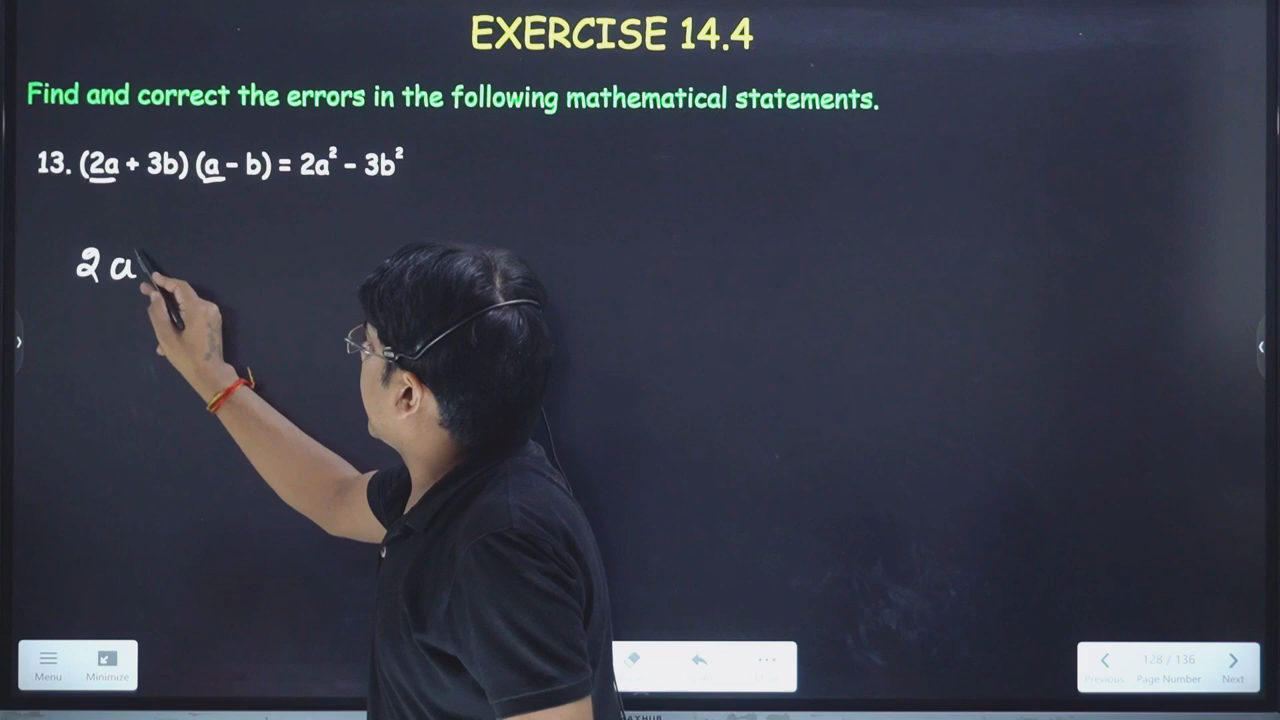 EXERCISE 14.4
Find and correct the errors in the following mathematical statements.
13. (2a + 3b) (a - b) = 2a² - 3b²
2 a
Menu
Minimize
Previous
128 / 136
Page Number
Next